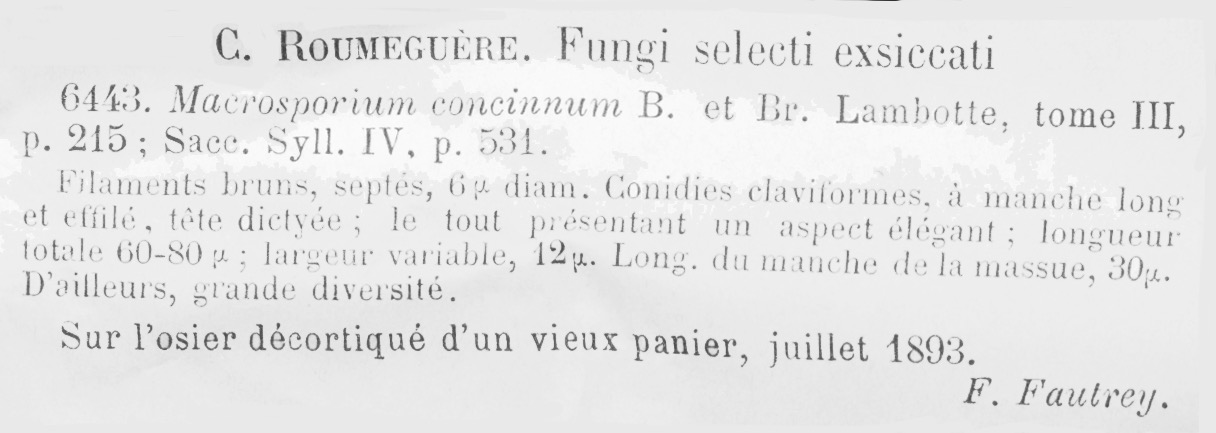 C. ROUMEGUÈRE. Fungi selecti exsiccati
6443. Macrosporium concinnum B. et Br. Lambotte, tome III,
p. 215 ; Sacc. Syll. IV, p. 531.
Filaments bruns, septés, 6 µ diam. Conidies claviformes, à manche long
et effilé, tête dictyée ; le tout présentant un aspect élégant ; longueur
totale 60-80 µ ; largeur variable, 12 µ. Long. du manche de la massue, 30µ.
D'ailleurs, grande diversité.
Sur l'osier décortiqué d'un vieux panier, juillet 1893.
F. Fautrey.